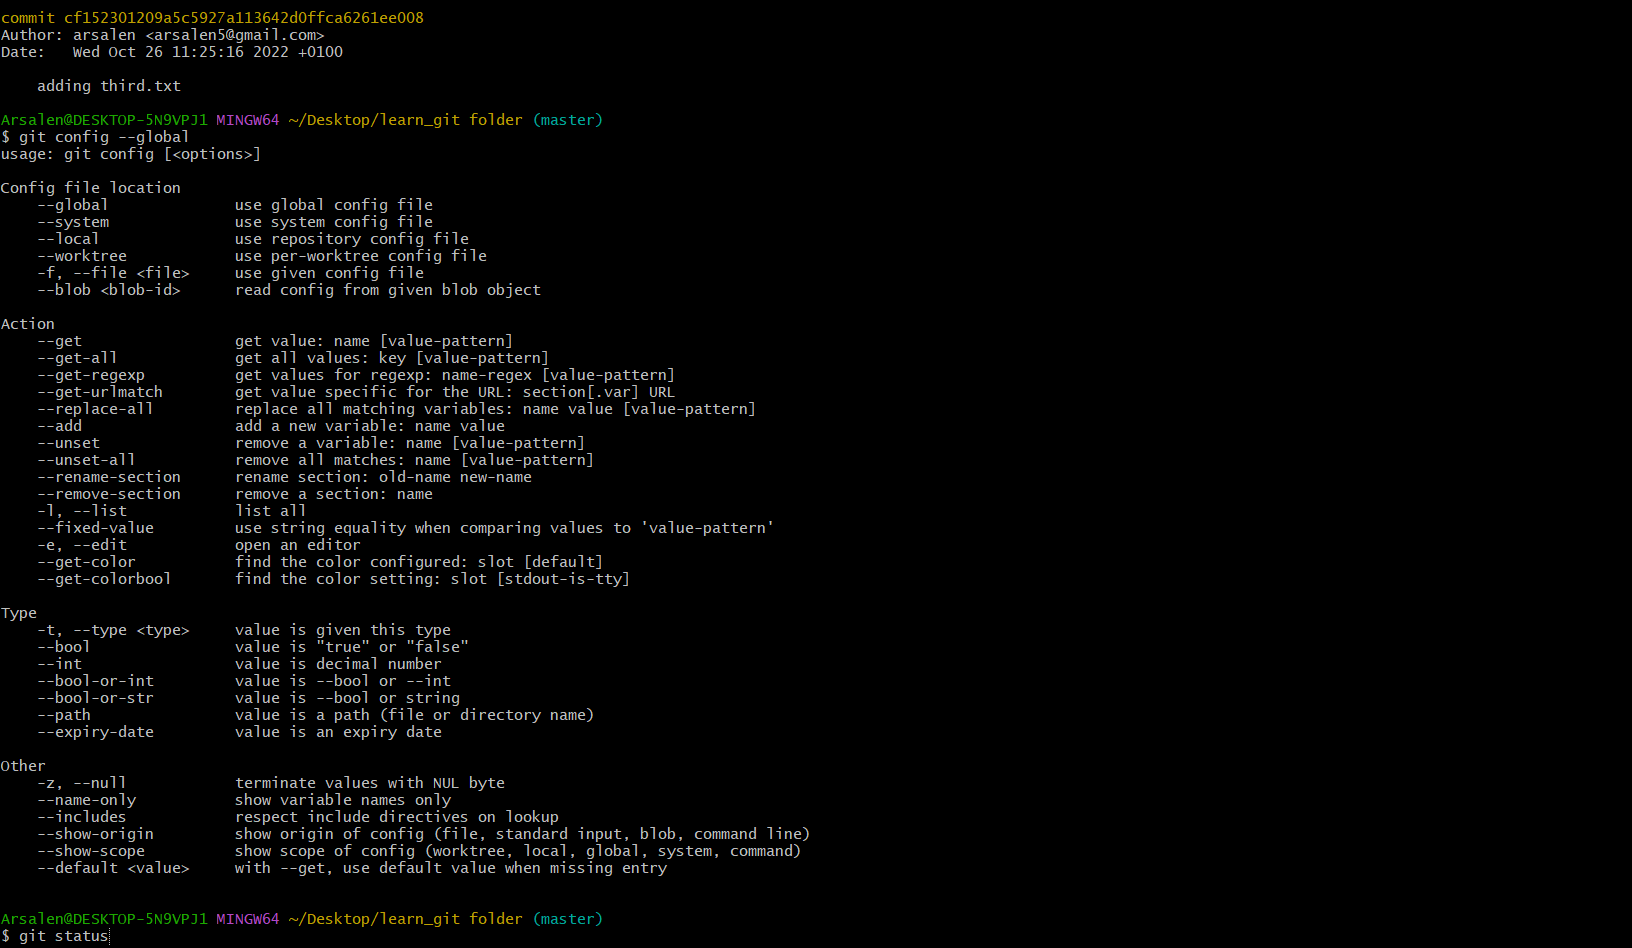 commit cf152301209a5c5927a113642d0ffca6261ee008
Author: arsalen <arsalen5@gmail.com>
Date:   Wed Oct 26 11:25:16 2022 +0100
    adding third.txt
Arsalen@DESKTOP-5N9VPJ1 MINGW64 ~/Desktop/learn_git folder (master)
$ git config --global
usage: git config [<options>]
Config file location
    --global              use global config file
    --system              use system config file
    --local               use repository config file
    --worktree            use per-worktree config file
    -f, --file <file>     use given config file
    --blob <blob-id>      read config from given blob object
Action
    --get                 get value: name [value-pattern]
    --get-all             get all values: key [value-pattern]
    --get-regexp          get values for regexp: name-regex [value-pattern]
    --get-urlmatch        get value specific for the URL: section[.var] URL
    --replace-all         replace all matching variables: name value [value-pattern]
    --add                 add a new variable: name value
    --unset               remove a variable: name [value-pattern]
    --unset-all           remove all matches: name [value-pattern]
    --rename-section      rename section: old-name new-name
    --remove-section      remove a section: name
    -l, --list            list all
    --fixed-value         use string equality when comparing values to 'value-pattern'
    -e, --edit            open an editor
    --get-color           find the color configured: slot [default]
    --get-colorbool       find the color setting: slot [stdout-is-tty]
Type
    -t, --type <type>     value is given this type
    --bool                value is "true" or "false"
    --int                 value is decimal number
    --bool-or-int         value is --bool or --int
    --bool-or-str         value is --bool or string
    --path                value is a path (file or directory name)
    --expiry-date         value is an expiry date
Other
    -z, --null            terminate values with NUL byte
    --name-only           show variable names only
    --includes            respect include directives on lookup
    --show-origin         show origin of config (file, standard input, blob, command line)
    --show-scope          show scope of config (worktree, local, global, system, command)
    --default <value>     with --get, use default value when missing entry
Arsalen@DESKTOP-5N9VPJ1 MINGW64 ~/Desktop/learn_git folder (master)
$ git status